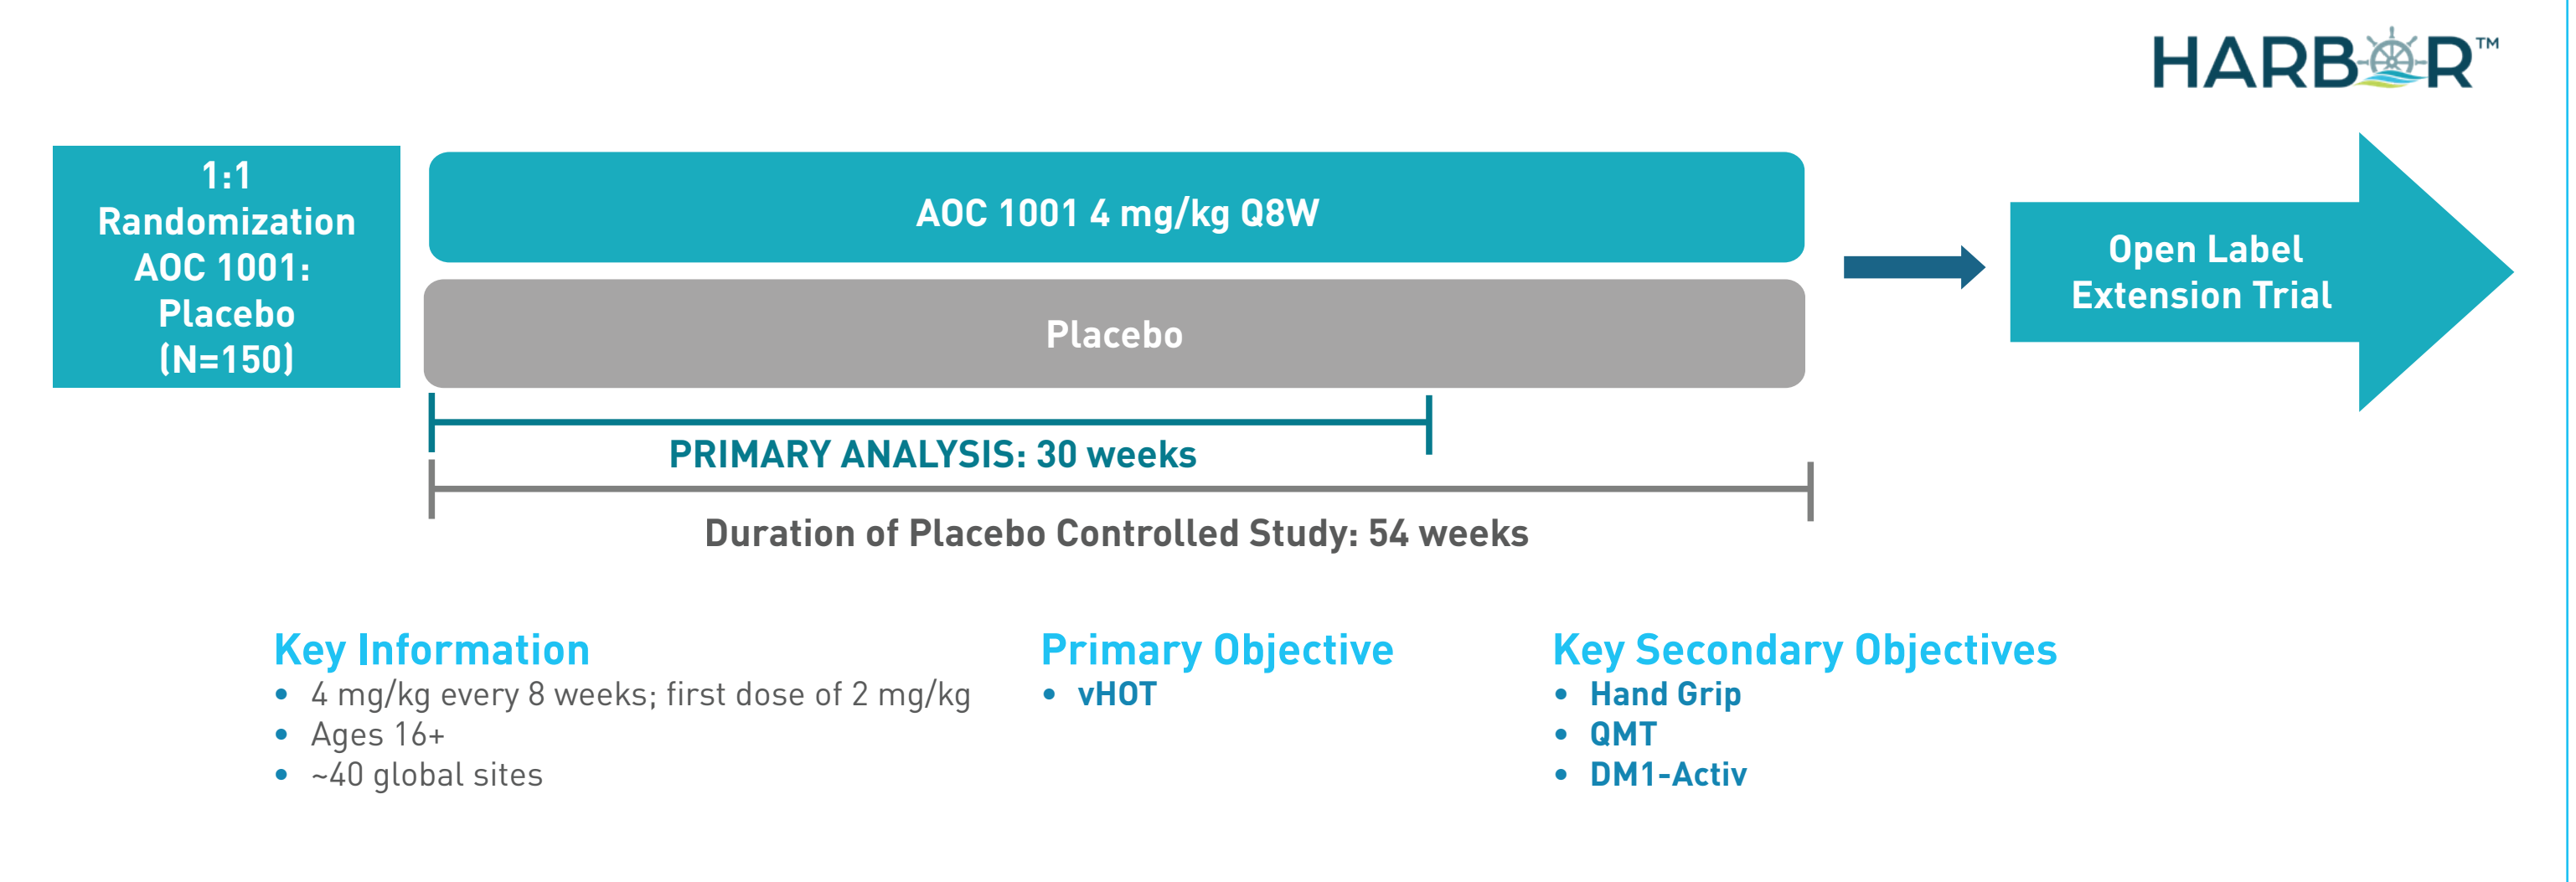 HARBOR™
1:1
Randomization
AOC 1001:
Placebo
(N=150)
AOC 1001 4 mg/kg Q8W
Placebo
Open Label
Extension Trial
PRIMARY ANALYSIS: 30 weeks
Duration of Placebo Controlled Study: 54 weeks
Key Information
• 4 mg/kg every 8 weeks; first dose of 2 mg/kg
• Ages 16+
• ~40 global sites
Primary Objective
• vHOT
Key Secondary Objectives
• Hand Grip
• QMT
• DM1-Activ